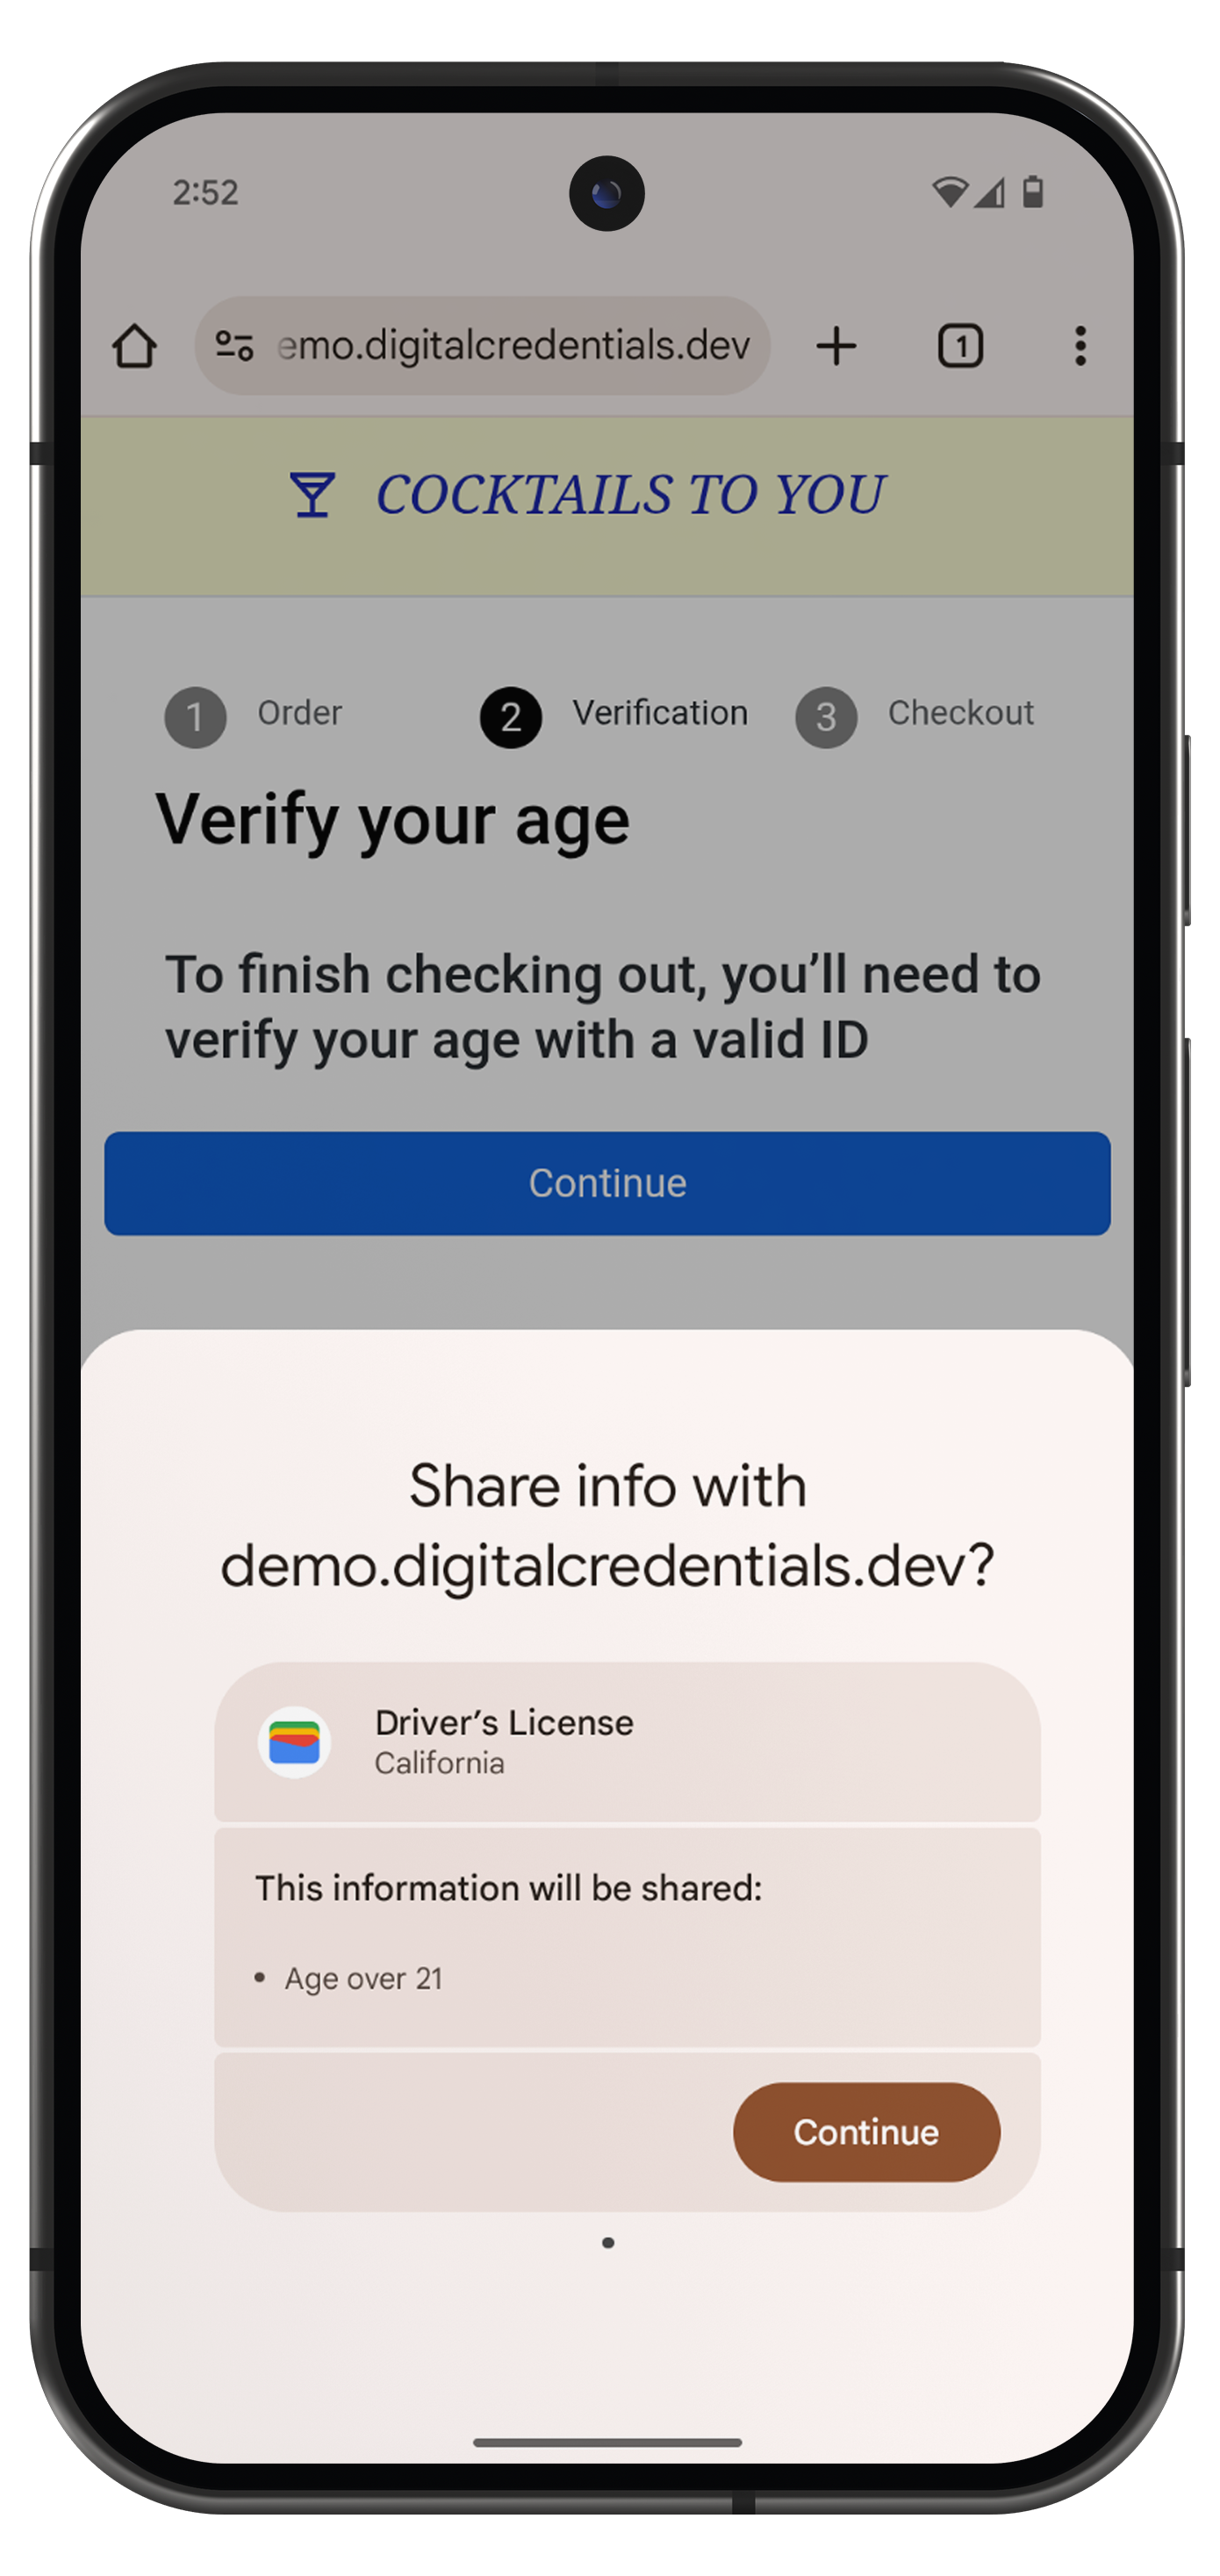 2:52
emo.digitalcredentials.dev
1
COCKTAILS TO YOU
1 Order 2 Verification 3 Checkout
Verify your age
To finish checking out, you’ll need to
verify your age with a valid ID
Continue
Share info with
demo.digitalcredentials.dev?
Driver’s License
California
This information will be shared:
• Age over 21
Continue